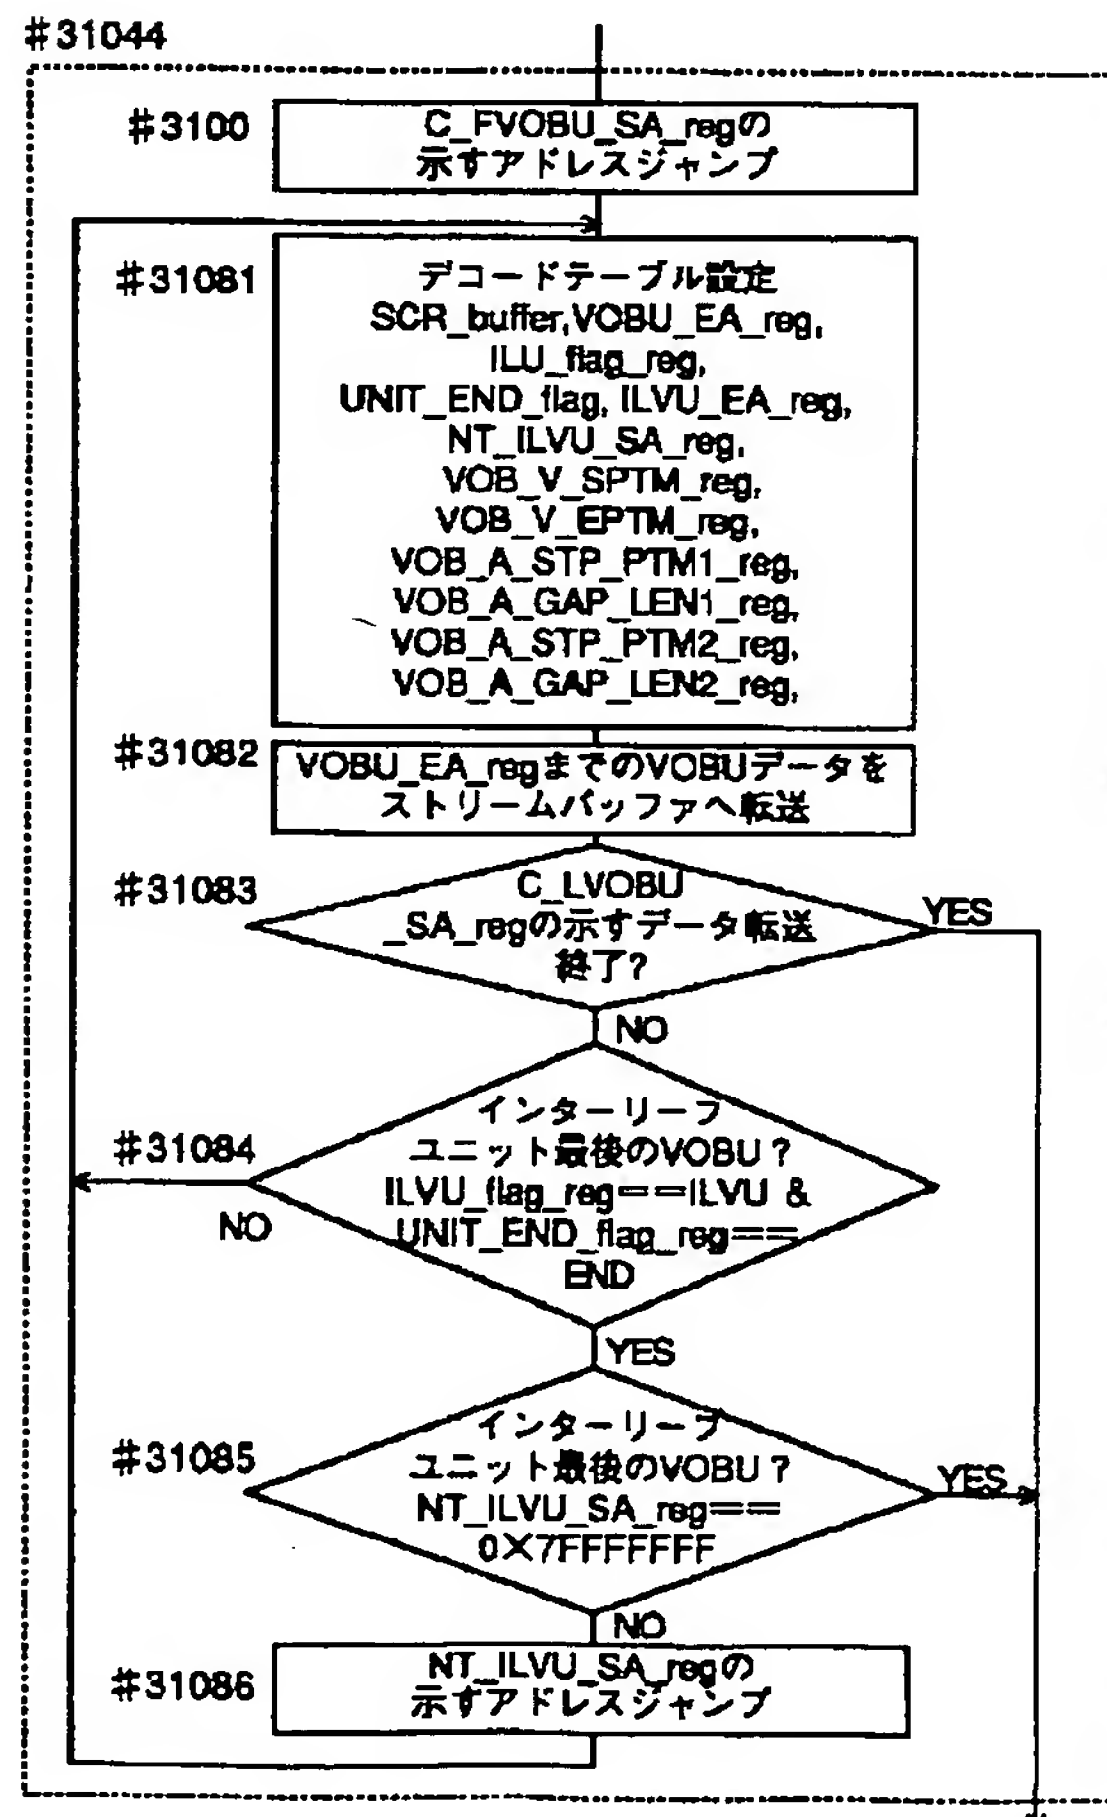 #31044
#3100
C_FVOBU_SA_regの
示すアドレスジャンプ
#31081
デコードテーブル設定
SCR_buffer,VOBU_EA_reg,
ILU_flag_reg,
UNIT_END_flag, ILVU_EA_reg,
NT_ILVU_SA_reg,
VOB_V_SPTM_reg,
VOB_V_EPTM_reg,
VOB_A_STP_PTM1_reg,
VOB_A_GAP_LEN1_reg,
VOB_A_STP_PTM2_reg,
VOB_A_GAP_LEN2_reg,
#31082
VOBU_EA_regまでのVOBUデータを
ストリームバッファへ転送
#31083
C_LVOBU
_SA_regの示すデータ転送
終了?
YES
NO
#31084
インターリーブ
ユニット最後のVOBU?
ILVU_flag_reg==ILVU &
UNIT_END_flag_reg==
END
NO
YES
#31085
インターリーブ
ユニット最後のVOBU?
NT_ILVU_SA_reg==
0X7FFFFFFF
YES
NO
#31086
NT_ILVU_SA_regの
示すアドレスジャンプ